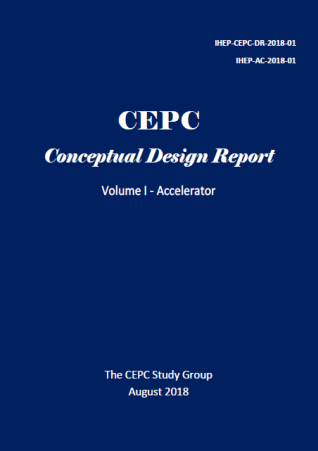 IHEP-CEPC-DR-2018-01
IHEP-AC-2018-01
CEPC
Conceptual Design Report
Volume I - Accelerator
The CEPC Study Group
August 2018